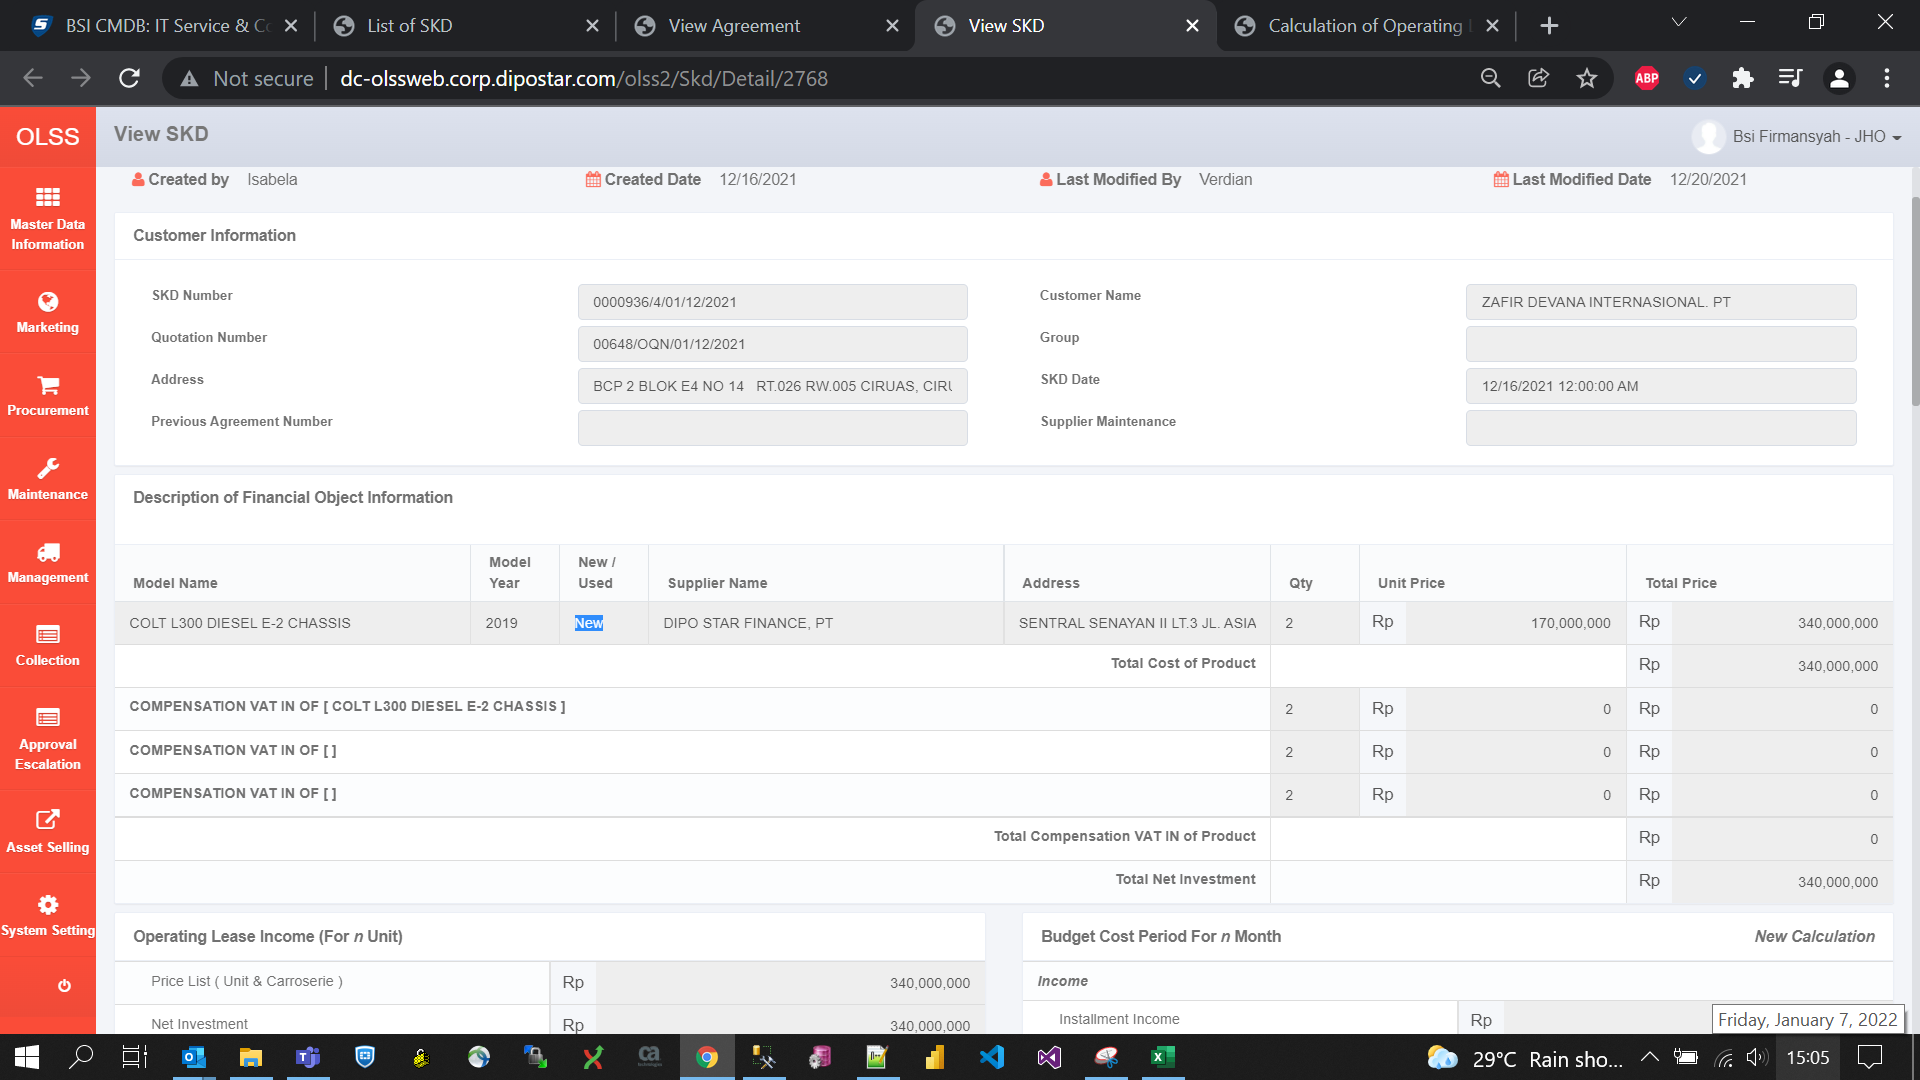 BSI CMDB: IT Service & Co
List of SKD
View Agreement
View SKD
Calculation of Operating
Not secure
dc-olssweb.corp.dipostar.com/olss2/Skd/Detail/2768
ABP
OLSS
View SKD
Bsi Firmansyah - JHO
Created by Isabela
Created Date 12/16/2021
Last Modified By Verdian
Last Modified Date 12/20/2021
Master Data
Information
Marketing
Procurement
Maintenance
Management
Collection
Approval
Escalation
Asset Selling
System Setting
Customer Information
SKD Number 0000936/4/01/12/2021
Customer Name ZAFIR DEVANA INTERNASIONAL. PT
Quotation Number 00648/OQN/01/12/2021
Group
Address BCP 2 BLOK E4 NO 14 RT.026 RW.005 CIRUAS, CIRU
SKD Date 12/16/2021 12:00:00 AM
Previous Agreement Number
Supplier Maintenance
Description of Financial Object Information
Model Name Model Year New / Used Supplier Name Address Qty Unit Price Total Price
COLT L300 DIESEL E-2 CHASSIS 2019 New DIPO STAR FINANCE, PT SENTRAL SENAYAN II LT.3 JL. ASIA 2 Rp 170,000,000 Rp 340,000,000
Total Cost of Product Rp 340,000,000
COMPENSATION VAT IN OF [ COLT L300 DIESEL E-2 CHASSIS ] 2 Rp 0 Rp 0
COMPENSATION VAT IN OF [ ] 2 Rp 0 Rp 0
COMPENSATION VAT IN OF [ ] 2 Rp 0 Rp 0
Total Compensation VAT IN of Product Rp 0
Total Net Investment Rp 340,000,000
Operating Lease Income (For n Unit)
Price List ( Unit & Carroserie ) Rp 340,000,000
Net Investment Rp 340,000,000
Budget Cost Period For n Month New Calculation
Income
Installment Income Rp
Friday, January 7, 2022
29°C Rain sho...
15:05